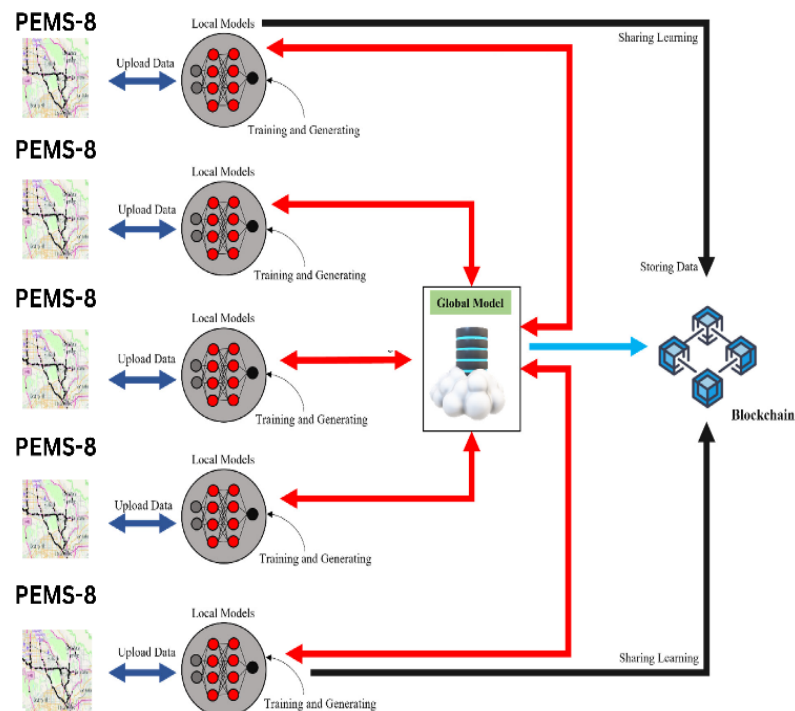 PEMS-8
Local Models
Sharing Learning
Upload Data
Training and Generating
PEMS-8
Local Models
Upload Data
Training and Generating
Storing Data
PEMS-8
Global Model
Local Models
Upload Data
Training and Generating
Blockchain
PEMS-8
Local Models
Upload Data
Training and Generating
PEMS-8
Local Models
Upload Data
Sharing Learning
Training and Generating